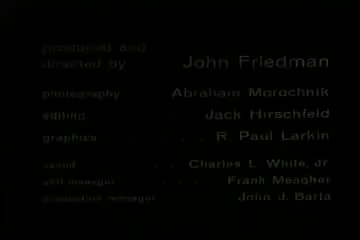 produced and
directed by John Friedman
photography Abraham Morochnik
editing Jack Hirschfeld
graphics R. Paul Larkin
sound Charles L. White, Jr.
unit manager Frank Meagher
production manager John J. Barta